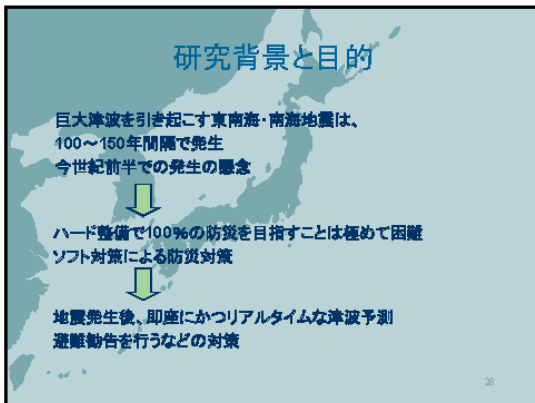 研究背景と目的
巨大津波を引き起こす東南海・南海地震は、
100～150年間隔で発生
今世紀前半での発生の懸念
ハード整備で100％の防災を目指すことは極めて困難
ソフト対策による防災対策
地震発生後、即座にかつリアルタイムな津波予測
避難勧告を行うなどの対策
28